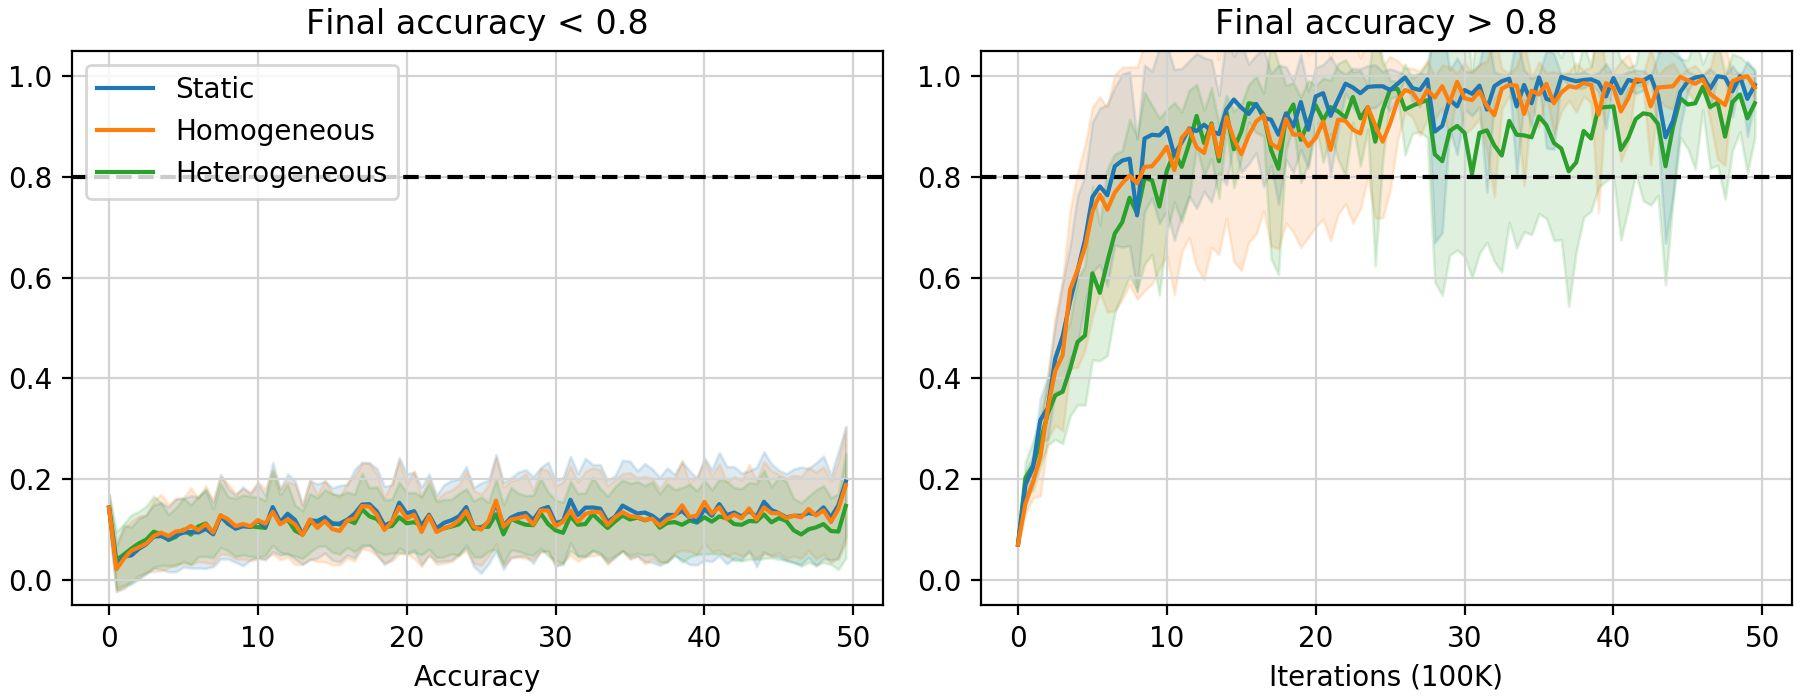 Final accuracy < 0.8
1.0
0.8
0.6
0.4
0.2
0.0
Static
Homogeneous
Heterogeneous
0 10 20 30 40 50
Accuracy
Final accuracy > 0.8
1.0
0.8
0.6
0.4
0.2
0.0
0 10 20 30 40 50
Iterations (100K)